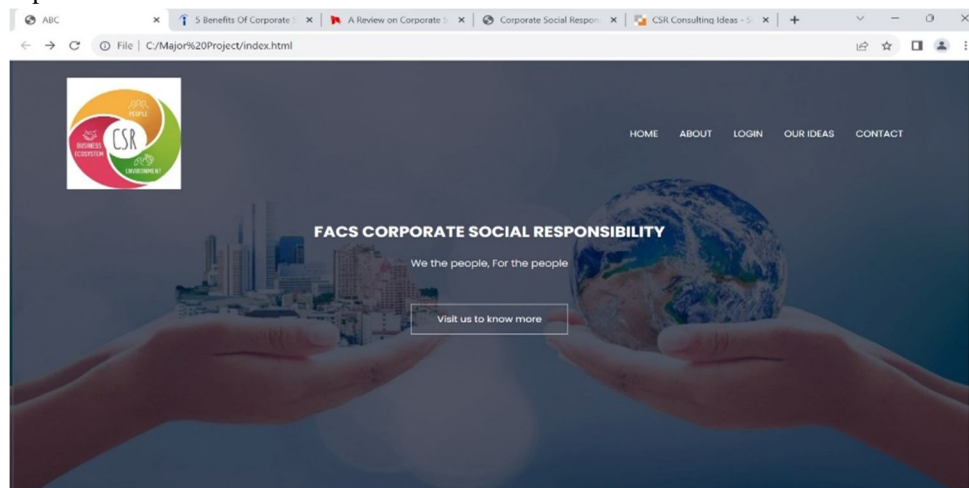 ABC
5 Benefits Of Corporate
A Review on Corporate
Corporate Social Respon
CSR Consulting Ideas -
File C:/Major%20Project/index.html
PEOPLE
BUSINESS
ECOSYSTEM
CSR
ENVIRONMENT
HOME ABOUT LOGIN OUR IDEAS CONTACT
FACS CORPORATE SOCIAL RESPONSIBILITY
We the people, For the people
Visit us to know more